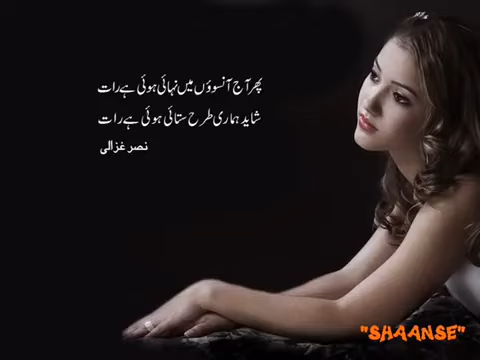 پھر آج آنسوؤں میں نہائی ہوئی ہے رات
شاید ہماری طرح ستائی ہوئی ہے رات
نصر غزالی
"SHAANSE"